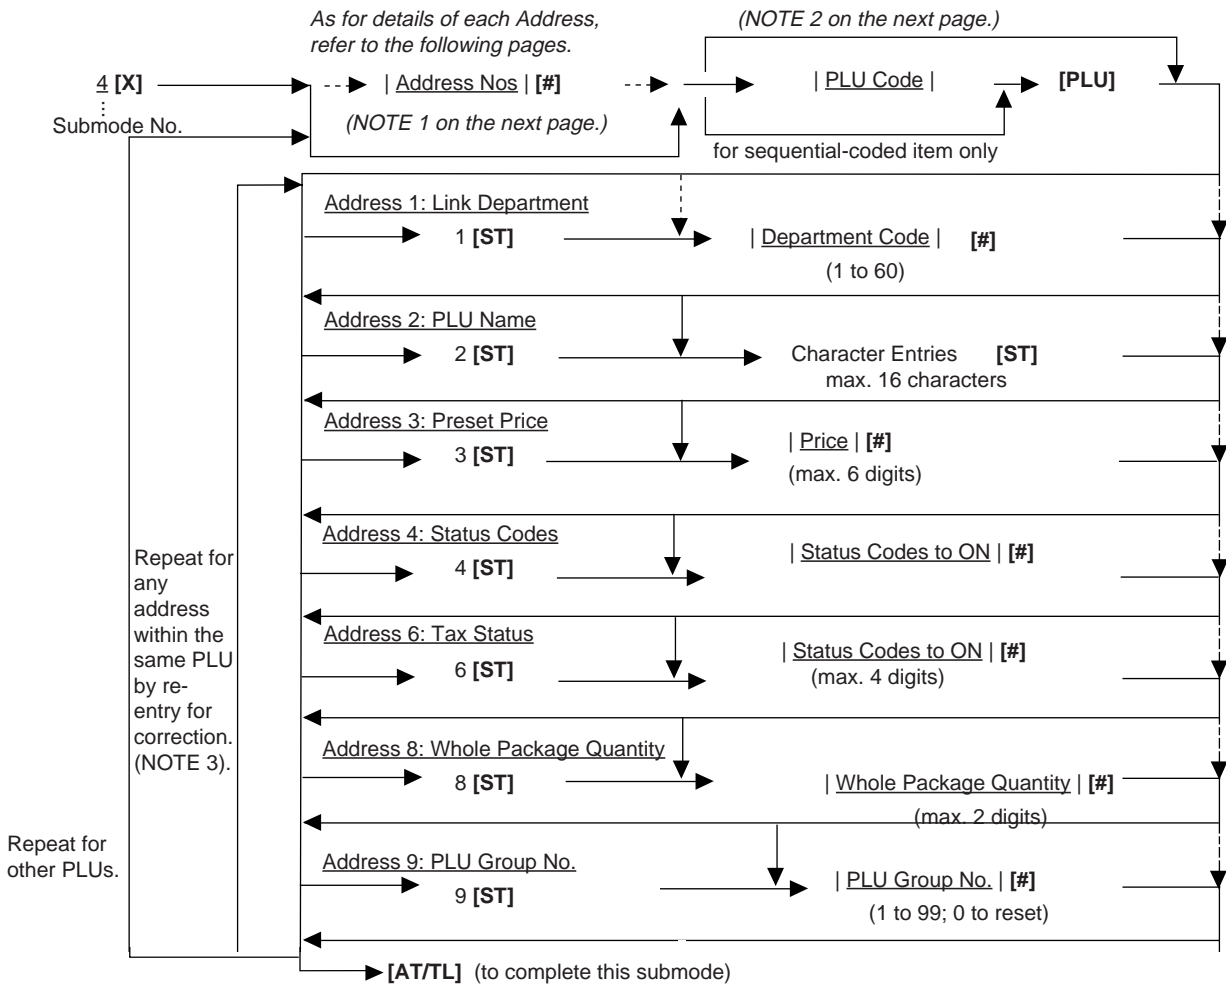 As for details of each Address,
refer to the following pages.
(NOTE 2 on the next page.)
4 [X]
| Address Nos | [#]
| PLU Code |
[PLU]
Submode No.
(NOTE 1 on the next page.)
for sequential-coded item only
Address 1: Link Department
1 [ST]
| Department Code | [#]
(1 to 60)
Address 2: PLU Name
2 [ST]
Character Entries [ST]
max. 16 characters
Address 3: Preset Price
3 [ST]
| Price | [#]
(max. 6 digits)
Address 4: Status Codes
4 [ST]
| Status Codes to ON | [#]
Address 6: Tax Status
6 [ST]
| Status Codes to ON | [#]
(max. 4 digits)
Address 8: Whole Package Quantity
8 [ST]
| Whole Package Quantity | [#]
(max. 2 digits)
Address 9: PLU Group No.
9 [ST]
| PLU Group No. | [#]
(1 to 99; 0 to reset)
Repeat for
any
address
within the
same PLU
by re-
entry for
correction.
(NOTE 3).
Repeat for
other PLUs.
[AT/TL] (to complete this submode)